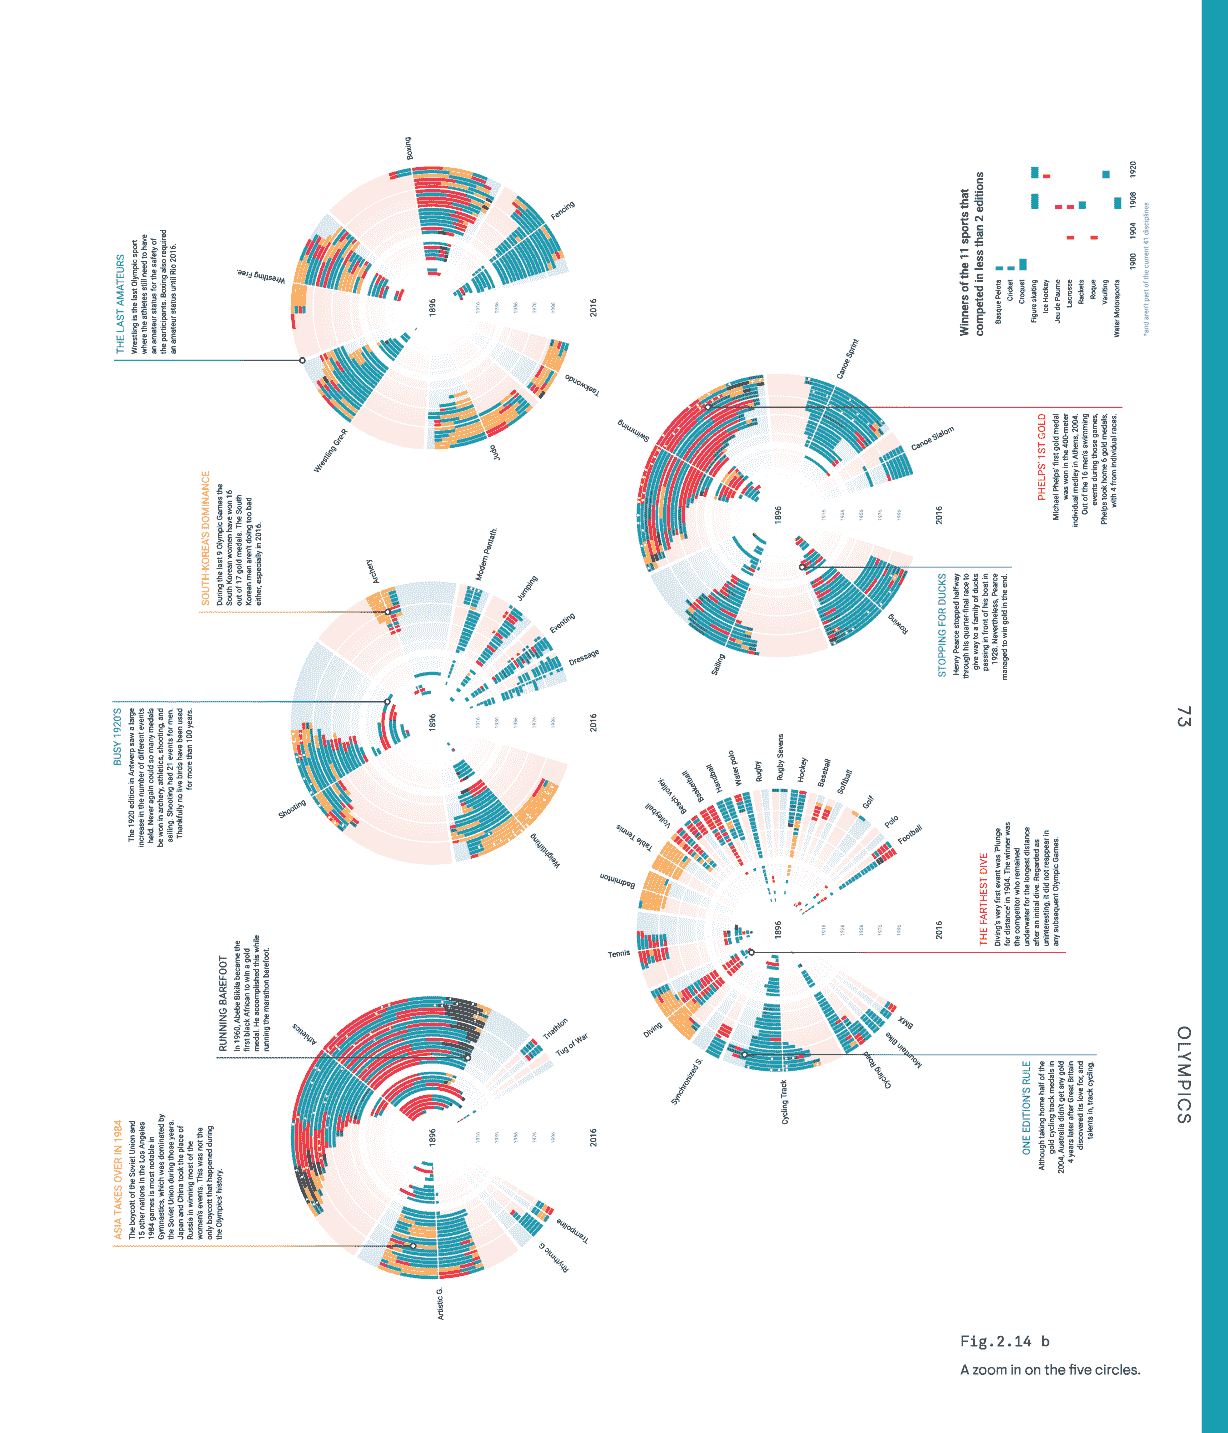 ASIA TAKES OVER IN 1984
The boycott of the Soviet Union and
15 other nations in the Los Angeles
1984 games is most notable in
Gymnastics, which was dominated by
the Soviet Union during those years.
Japan and China took the place of
Russia in winning most of the
women's events. This was not the
only boycott that happened during
the Olympics' history.
RUNNING BAREFOOT
In 1960, Abebe Bikila became the
first black African to win a gold
medal. He accomplished this while
running the marathon barefoot.
Athletics
Triathlon
Tug of War
Artistic G.
Rhythmic G.
Trampoline
1896
2016
BUSY 1920'S
The 1920 edition in Antwerp saw a large
increase in the number of different events
held. Never again could so many medals
be won in archery, athletics, shooting, and
sailing. Shooting had 21 events for men.
Thankfully no live birds have been used
for more than 100 years.
SOUTH KOREA'S DOMINANCE
During the last 9 Olympic Games the
South Korean women have won 16
out of 17 gold medals. The South
Korean men aren't doing too bad
either, especially in 2016.
Shooting
Archery
Modern Pentath.
Jumping
Eventing
Dressage
Weightlifting
1896
2016
THE LAST AMATEURS
Wrestling is the last Olympic sport
where the athletes still need to have
an amateur status for the safety of
the participants. Boxing also required
an amateur status until Rio 2016.
Wrestling Gre-R
Wrestling Free.
Boxing
Fencing
Taekwondo
Judo
1896
2016
Tennis
Badminton
Table Tennis
Volleyball
Beach Volley.
Basketball
Handball
Water polo
Rugby
Rugby Sevens
Hockey
Baseball
Softball
Golf
Polo
Football
Diving
Synchronized S.
Cycling Track
Cycling Road
Mountain Bike
BMX
1896
2016
ONE EDITION'S RULE
Although taking home half of the
gold cycling track medals in
2004, Australia didn't get any gold
4 years later after Great Britain
discovered its love for, and
talents in, track cycling.
THE FARTHEST DIVE
Diving's very first event was 'Plunge
for distance' in 1904. The winner was
the competitor who remained
underwater for the longest distance
after an initial dive. Regarded as
uninteresting, it did not reappear in
any subsequent Olympic Games.
Sailing
Swimming
Canoe Sprint
Canoe Slalom
Rowing
1896
2016
STOPPING FOR DUCKS
Henry Pearce stopped halfway
through his quarter-final race to
give way to a family of ducks
passing in front of his boat in
1928. Nevertheless, Pearce
managed to win gold in the end.
PHELPS' 1ST GOLD
Michael Phelps' first gold medal
was won in the 400-meter
individual medley in Athens, 2004.
Out of the 16 men's swimming
events during those games,
Phelps took home 6 gold medals,
with 4 from individual races.
Winners of the 11 sports that
competed in less than 2 editions
Basque Pelota
Cricket
Croquet
Figure skating
Ice Hockey
Jeu de Paume
Lacrosse
Rackets
Roque
Vaulting
Water Motorsports
1900 1904 1908 1920
*and aren't part of the current 41 disciplines
Fig.2.14 b
A zoom in on the five circles.
OLYMPICS
73